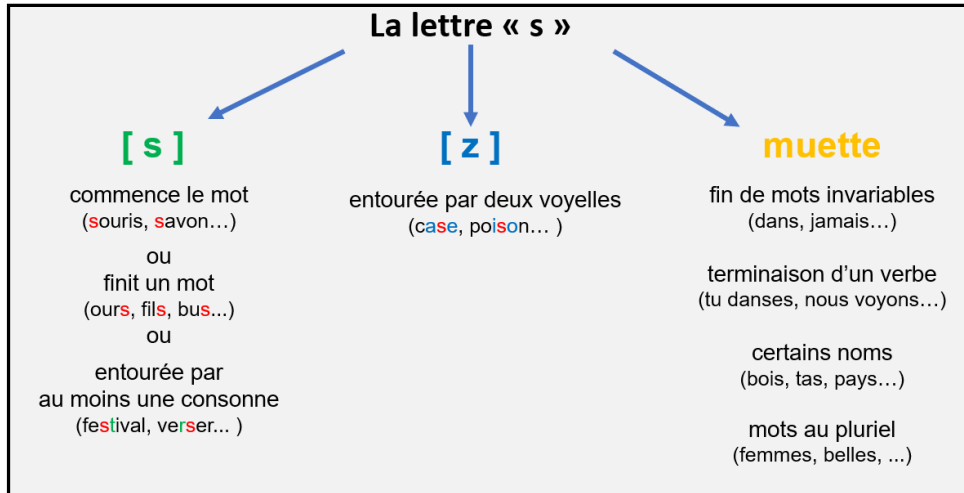 La lettre « s »
[ s ]
commence le mot
(souris, savon…)
ou
finit un mot
(ours, fils, bus...)
ou
entourée par
au moins une consonne
(festival, verser... )
[ z ]
entourée par deux voyelles
(case, poison… )
muette
fin de mots invariables
(dans, jamais…)
terminaison d’un verbe
(tu danses, nous voyons…)
certains noms
(bois, tas, pays…)
mots au pluriel
(femmes, belles, ...)